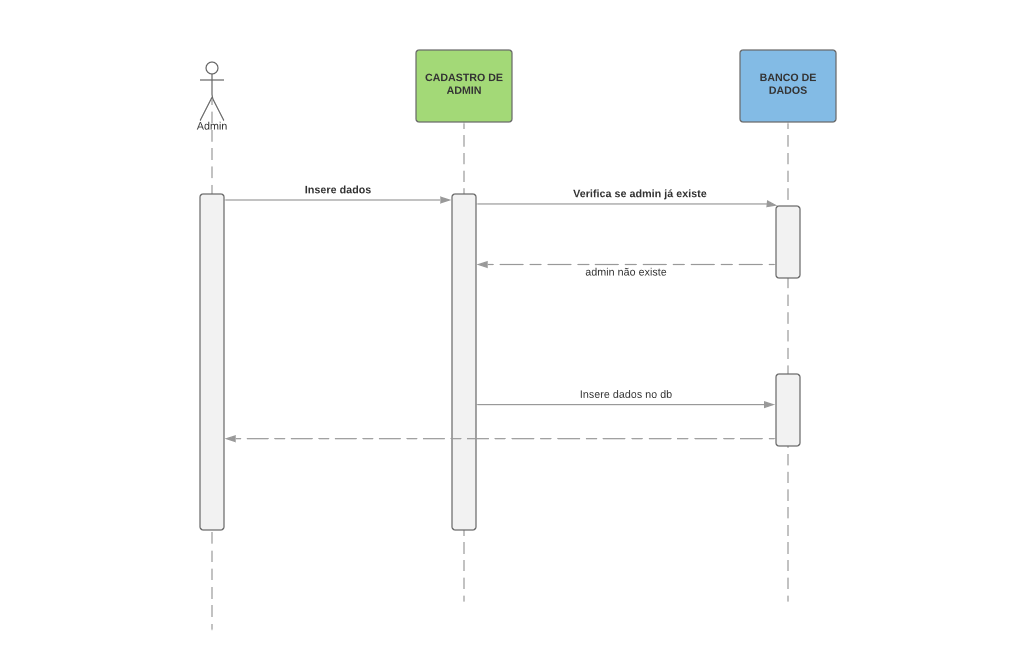 CADASTRO DE
ADMIN
BANCO DE
DADOS
Admin
Insere dados
Verifica se admin já existe
admin não existe
Insere dados no db